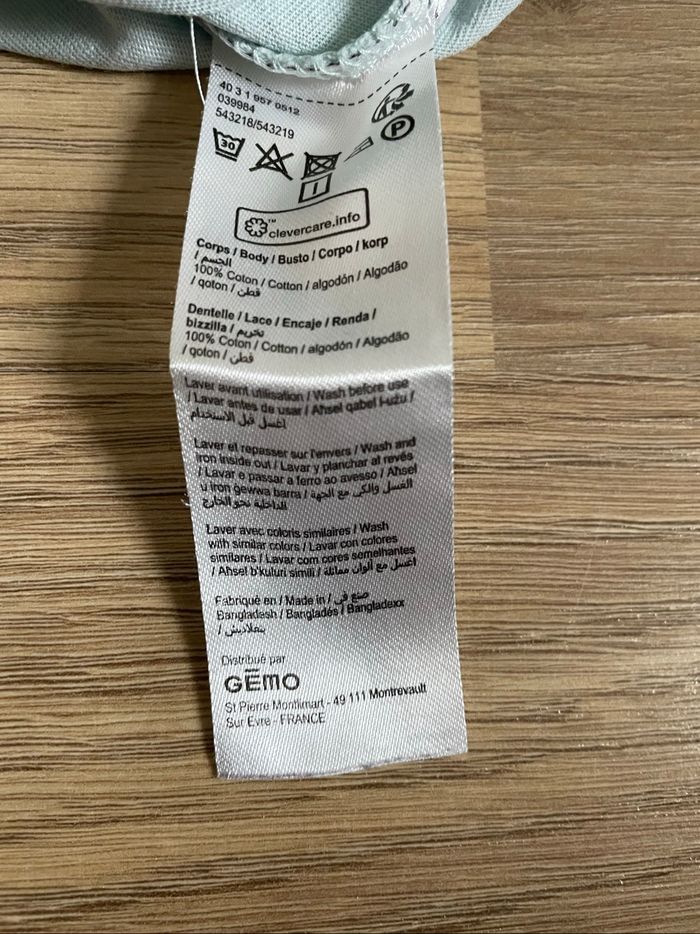 40 3 1 957 0512
039984
543218/543219
30
P
™
clevercare.info
Corps / Body / Busto / Corpo / korp
/ الجسم
100% Coton / Cotton / algodón / Algodão
/ qoton / قطن
Dentelle / Lace / Encaje / Renda /
bizzilla / تخريم
100% Coton / Cotton / algodón / Algodão
/ qoton / قطن
Laver avant utilisation / Wash before use
/ Lavar antes de usar / Aħsel qabel l-użu /
اغسل قبل الاستخدام
Laver et repasser sur l'envers / Wash and
iron inside out / Lavar y planchar al revés
/ Lavar e passar a ferro ao avesso / Aħsel
u iron ġewwa barra / الغسل والكي مع الجهة
الداخلية نحو الخارج
Laver avec coloris similaires / Wash
with similar colors / Lavar con colores
similares / Lavar com cores semelhantes
/ Aħsel b'kuluri simili / اغسل مع ألوان مماثلة
Fabriqué en / Made in / صنع في
Bangladesh / Bangladés / Bangladexx
/ بنغلاديش
Distribué par
GĒMO
St Pierre Montlimart - 49 111 Montrevault
Sur Evre - FRANCE